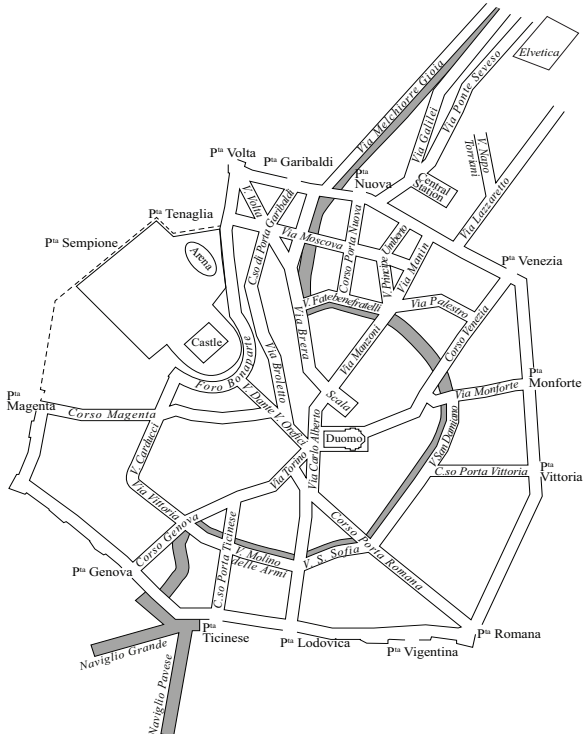 Elvetica
Via Melchiorre Gioia
Via Galilei
Via Ponte Seveso
V. Napo
Torriani
Via Lazzaretto
Pta Volta
Pta Garibaldi
Pta
Nuova
Central
Station
Pta Tenaglia
V. Volta
C.so di Porta Garibaldi
Via Moscova
Corso Porta Nuova
V. Principe Umberto
Via Manin
Pta Sempione
Arena
Pta Venezia
V. Fatebenefratelli
Via Palestro
Corso Venezia
Castle
Foro Bonaparte
Via Broletto
Via Brera
Via Manzoni
Scala
Pta
Magenta
Corso Magenta
V. Dante
V. Orefici
Via Monforte
Pta
Monforte
Duomo
Via Carlo Alberto
V. San Damiano
V. Carducci
Via Torino
C.so Porta Vittoria
Pta
Vittoria
Via Vittoria
Corso Genova
C.so Porta Ticinese
V. Molino
delle Armi
V. S. Sofia
Corso Porta Romana
Pta Genova
Pta
Ticinese
Pta Lodovica
Pta Vigentina
Pta Romana
Naviglio Grande
Naviglio Pavese